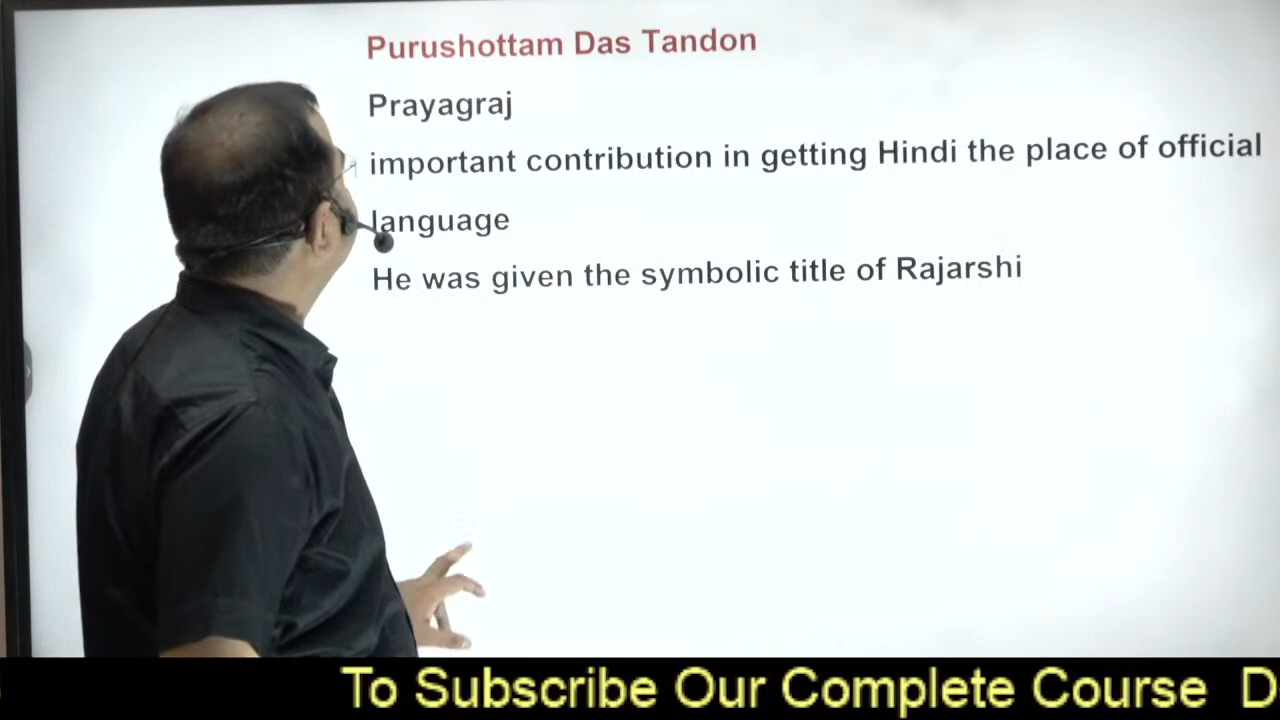 Purushottam Das Tandon
Prayagraj
important contribution in getting Hindi the place of official
language
He was given the symbolic title of Rajarshi
To Subscribe Our Complete Course D